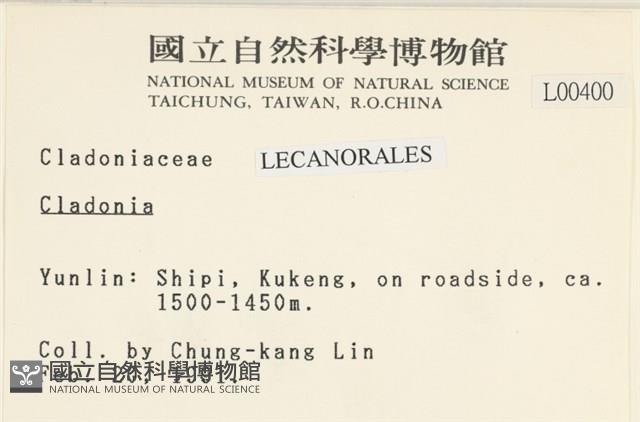 國立自然科學博物館
NATIONAL MUSEUM OF NATURAL SCIENCE
TAICHUNG, TAIWAN, R.O.CHINA
L00400
Cladoniaceae LECANORALES
Cladonia
Yunlin: Shipi, Kukeng, on roadside, ca.
1500-1450m.
Coll. by Chung-kang Lin
國立自然科學博物館
NATIONAL MUSEUM OF NATURAL SCIENCE